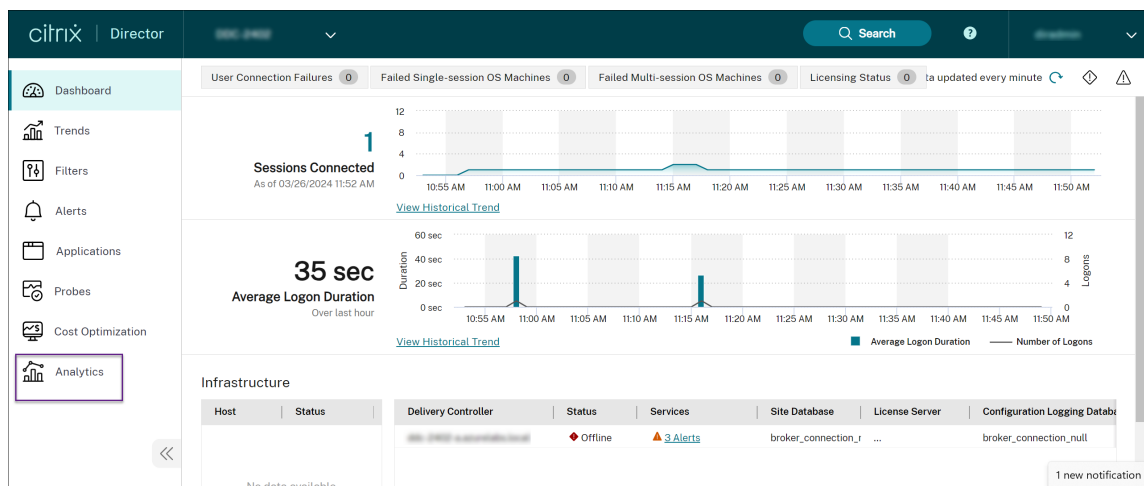 citrix | Director
Search
?
Dashboard
Trends
Filters
Alerts
Applications
Probes
Cost Optimization
Analytics
User Connection Failures 0 Failed Single-session OS Machines 0 Failed Multi-session OS Machines 0 Licensing Status 0 updated every minute
1
Sessions Connected
As of 03/26/2024 11:52 AM
12
8
4
0
10:55 AM 11:00 AM 11:05 AM 11:10 AM 11:15 AM 11:20 AM 11:25 AM 11:30 AM 11:35 AM 11:40 AM 11:45 AM 11:50 AM
View Historical Trend
35 sec
Average Logon Duration
Over last hour
Duration
60 sec
40 sec
20 sec
0 sec
12
8
4
0
Logons
10:55 AM 11:00 AM 11:05 AM 11:10 AM 11:15 AM 11:20 AM 11:25 AM 11:30 AM 11:35 AM 11:40 AM 11:45 AM 11:50 AM
View Historical Trend
Average Logon Duration Number of Logons
Infrastructure
Host Status
Delivery Controller Status Services Site Database License Server Configuration Logging Databa
Offline 3 Alerts broker_connection_r ... broker_connection_null
No data available
1 new notification